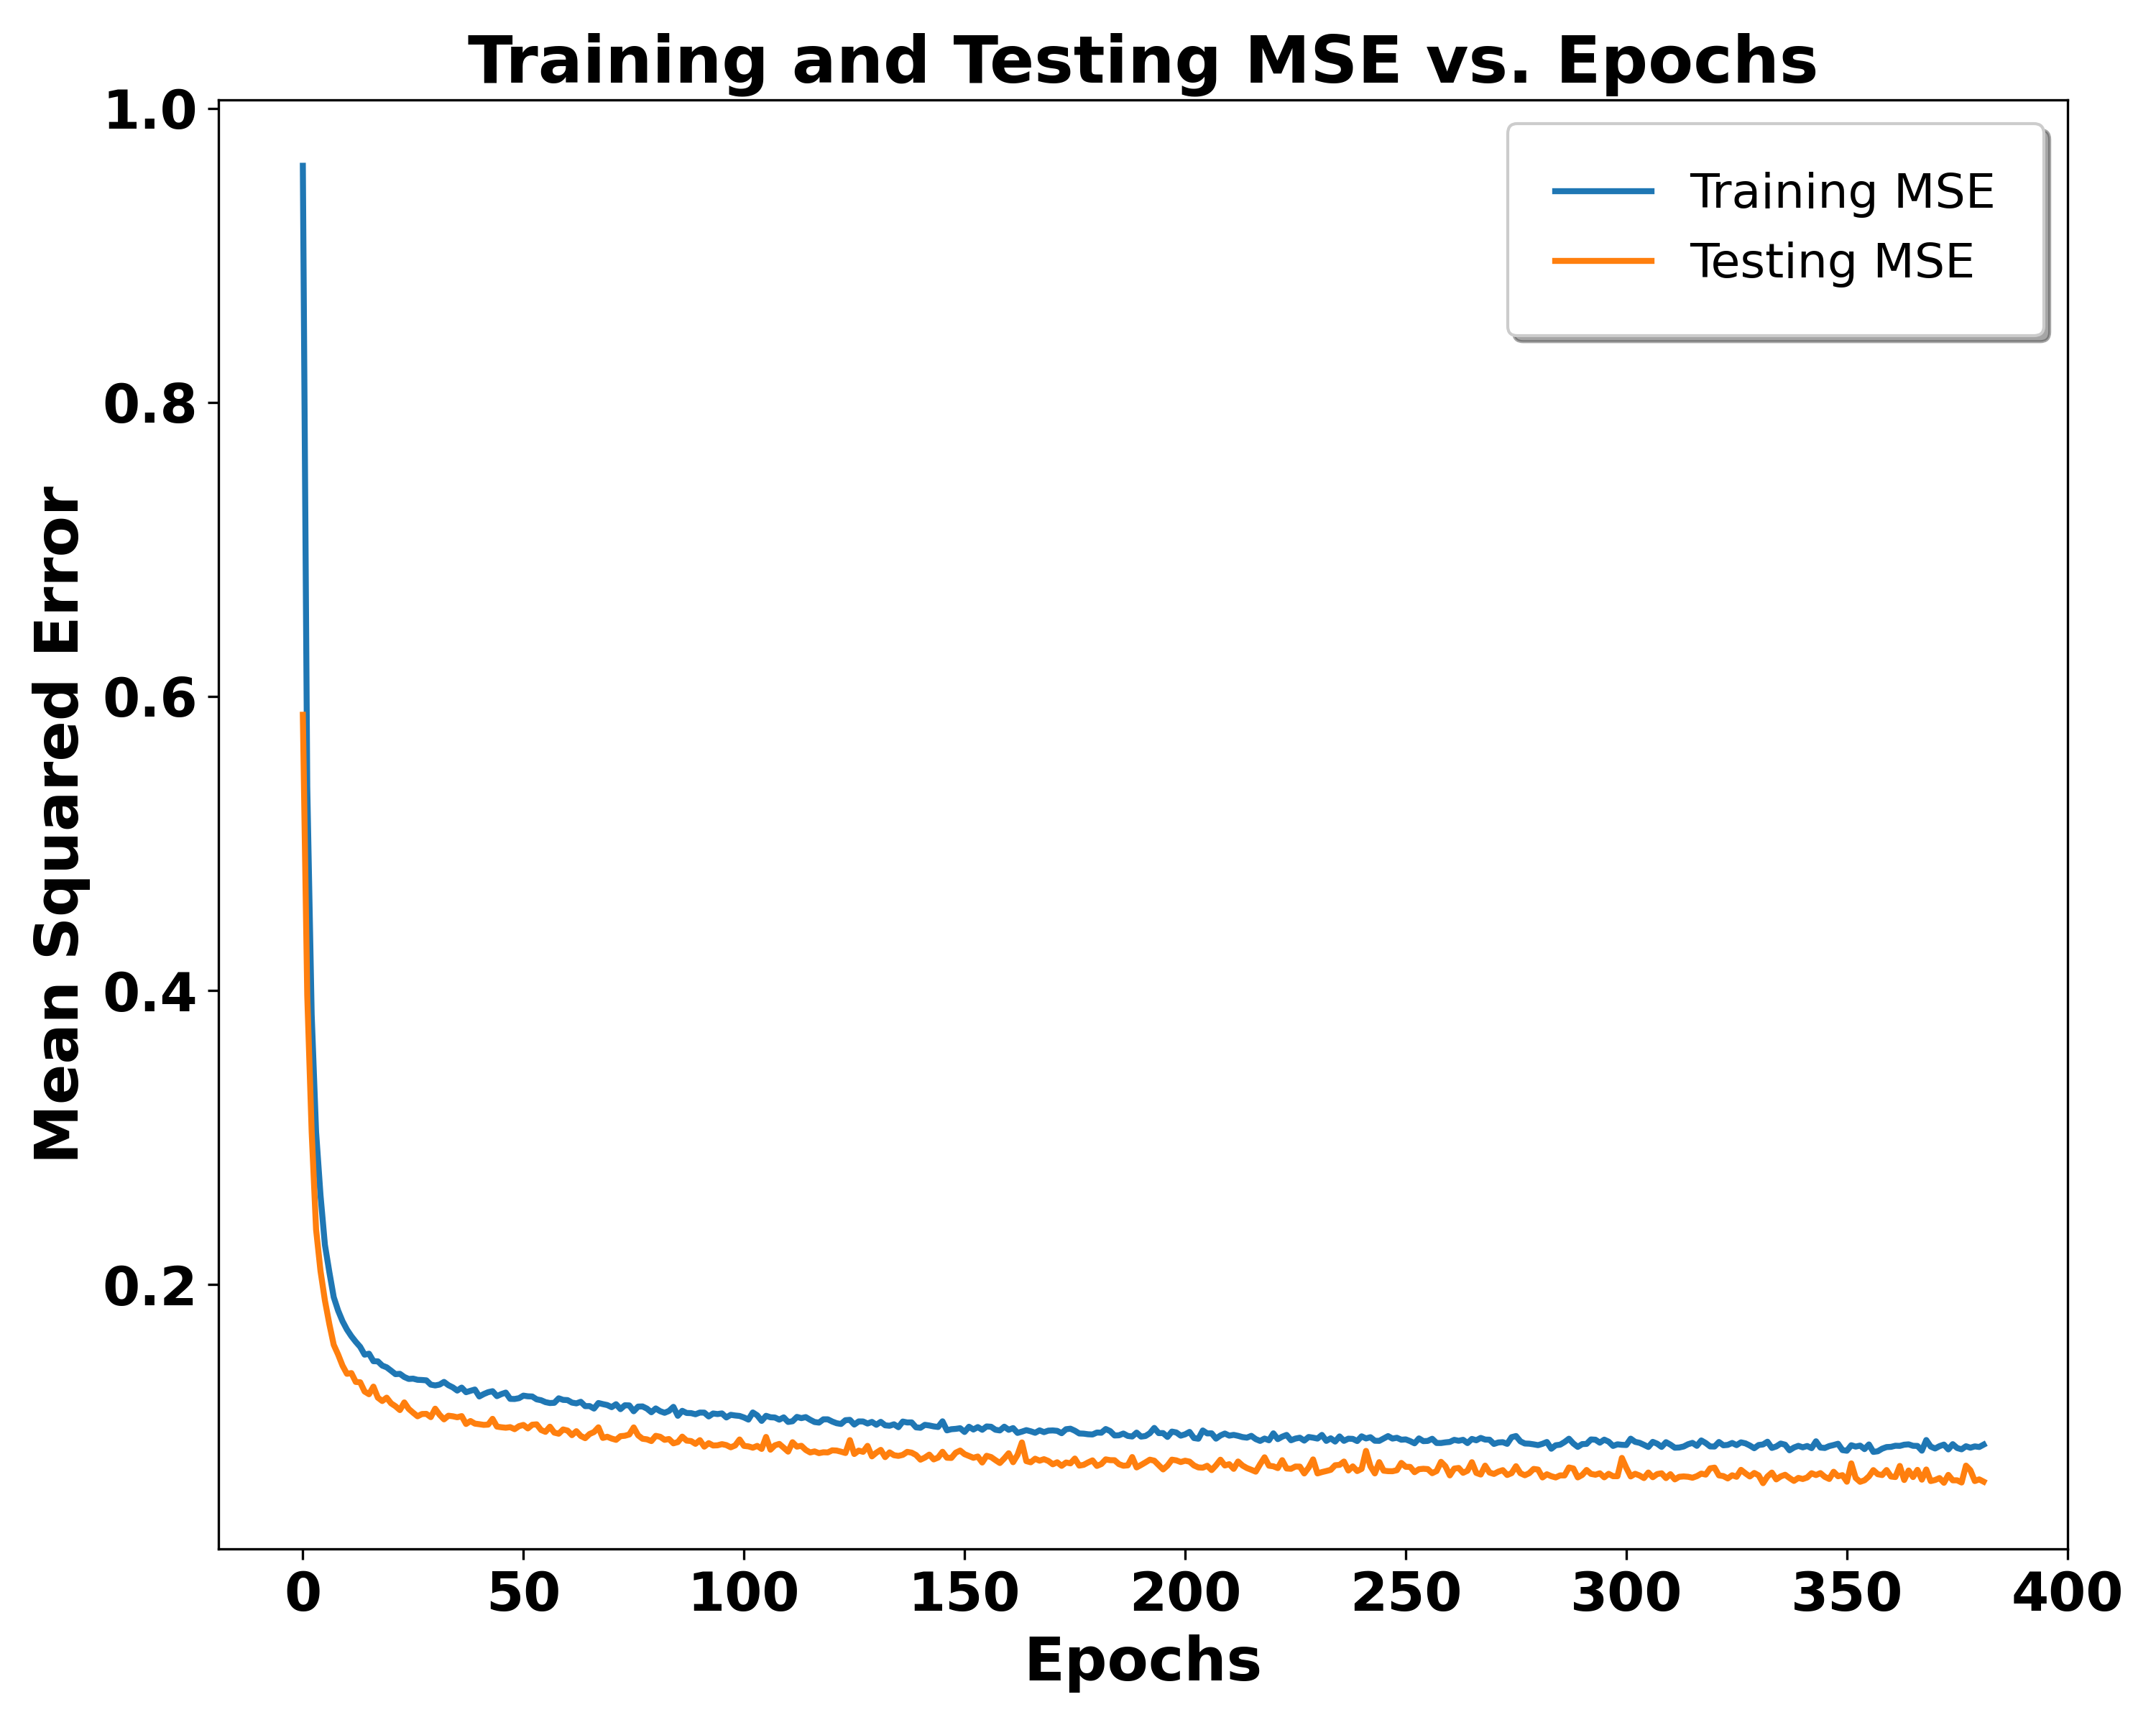 Training and Testing MSE vs. Epochs
1.0
0.8
0.6
0.4
0.2
Mean Squared Error
Training MSE
Testing MSE
0 50 100 150 200 250 300 350 400
Epochs